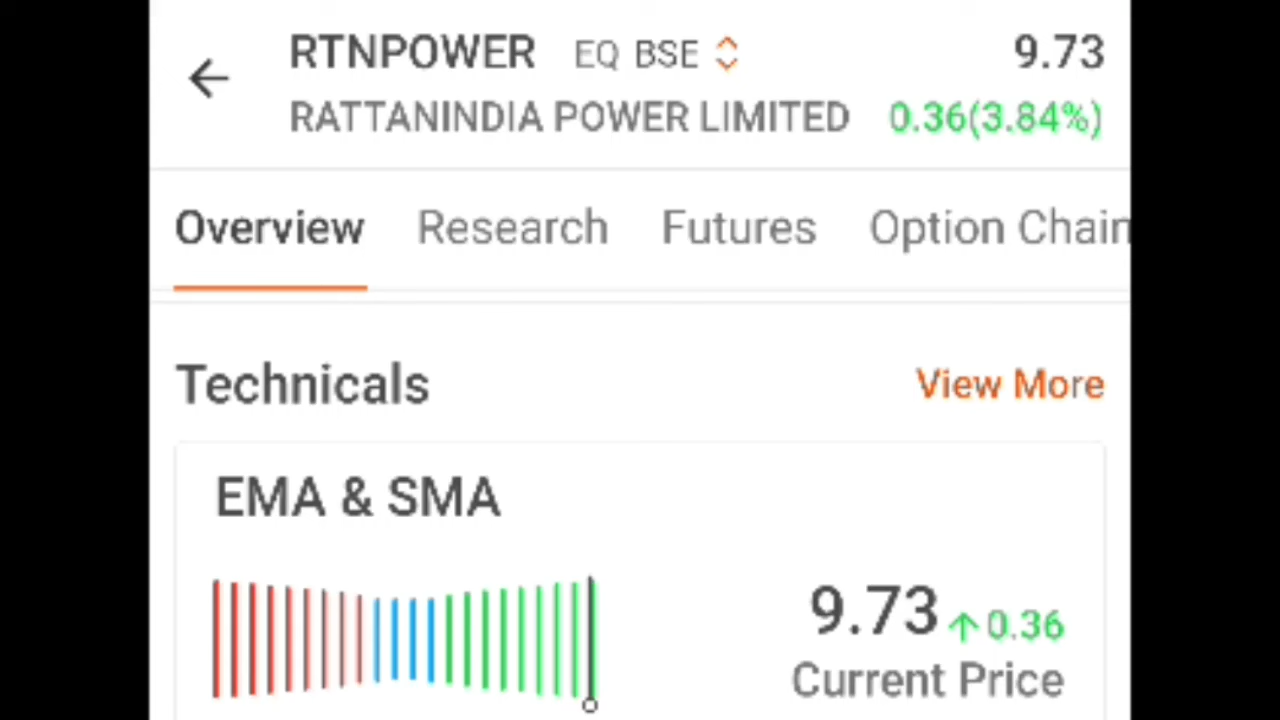 RTNPOWER EQ BSE 9.73
RATTANINDIA POWER LIMITED 0.36(3.84%)
Overview Research Futures Option Chain
Technicals View More
EMA & SMA
9.73 ↑0.36
Current Price